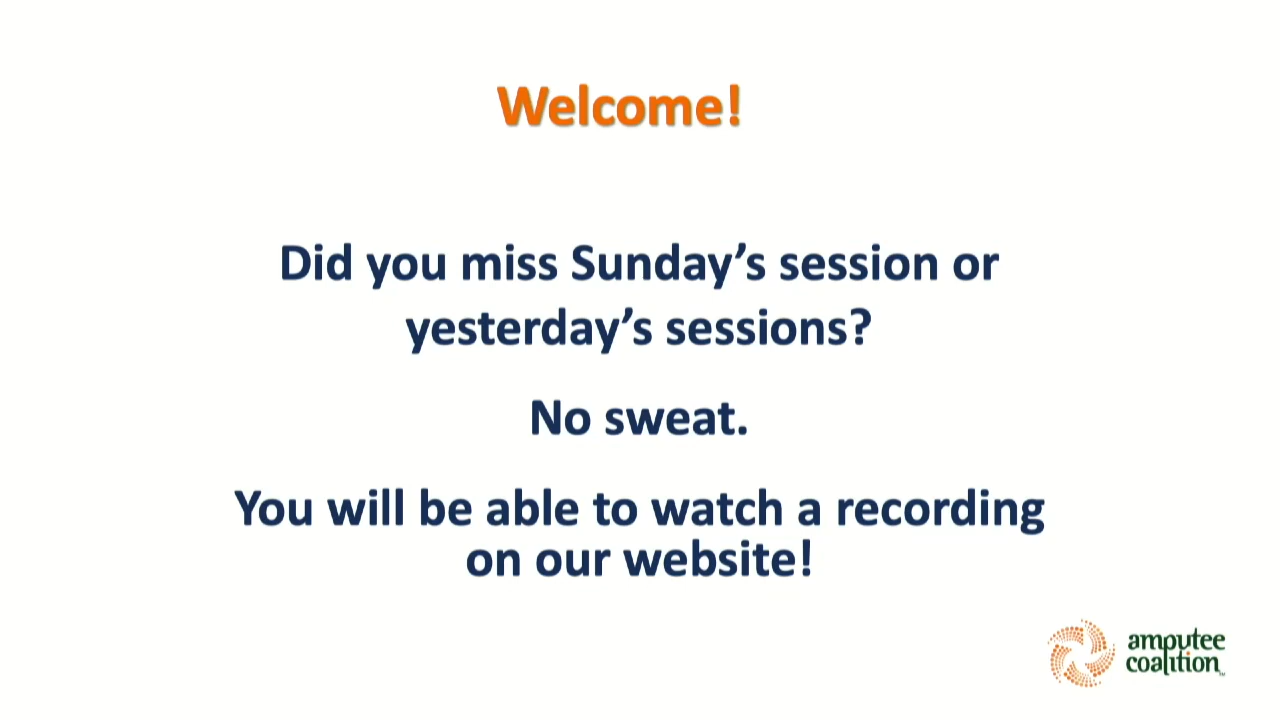 Welcome!
Did you miss Sunday’s session or
yesterday’s sessions?
No sweat.
You will be able to watch a recording
on our website!
amputee
coalition